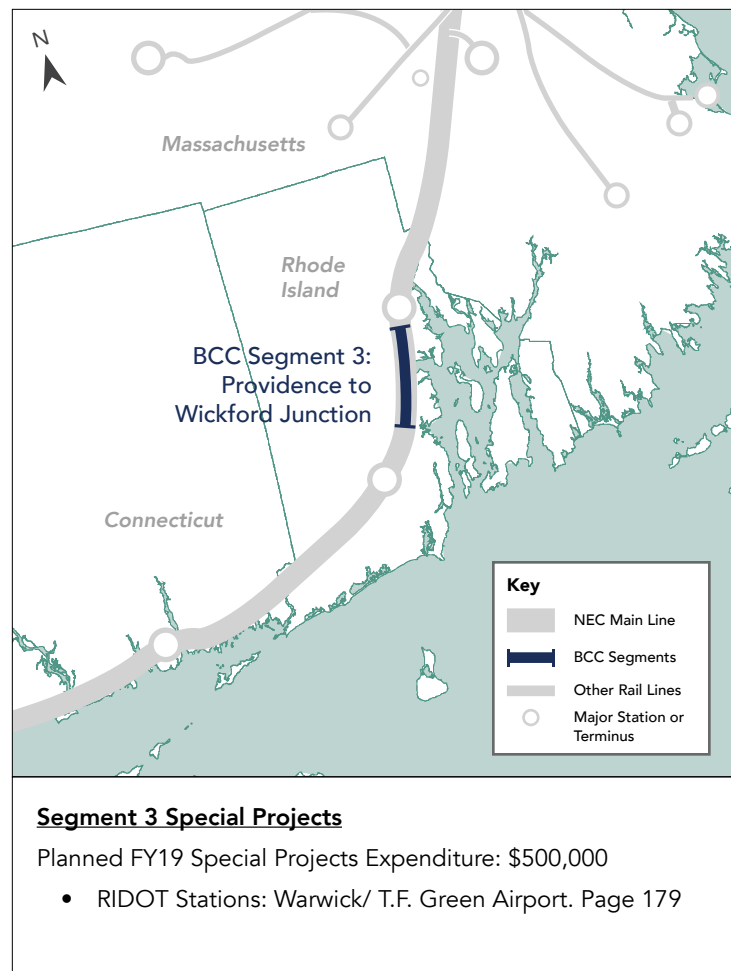 N
Massachusetts
Rhode
Island
BCC Segment 3:
Providence to
Wickford Junction
Connecticut
Key
NEC Main Line
BCC Segments
Other Rail Lines
Major Station or
Terminus
Segment 3 Special Projects
Planned FY19 Special Projects Expenditure: $500,000
• RIDOT Stations: Warwick/ T.F. Green Airport. Page 179